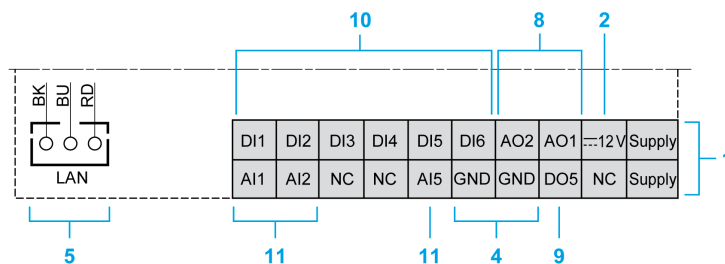 10 8 2
BK BU RD
DI1 DI2 DI3 DI4 DI5 DI6 AO2 AO1 ⎓12 V Supply
AI1 AI2 NC NC AI5 GND GND DO5 NC Supply
LAN
5 11 11 4 9